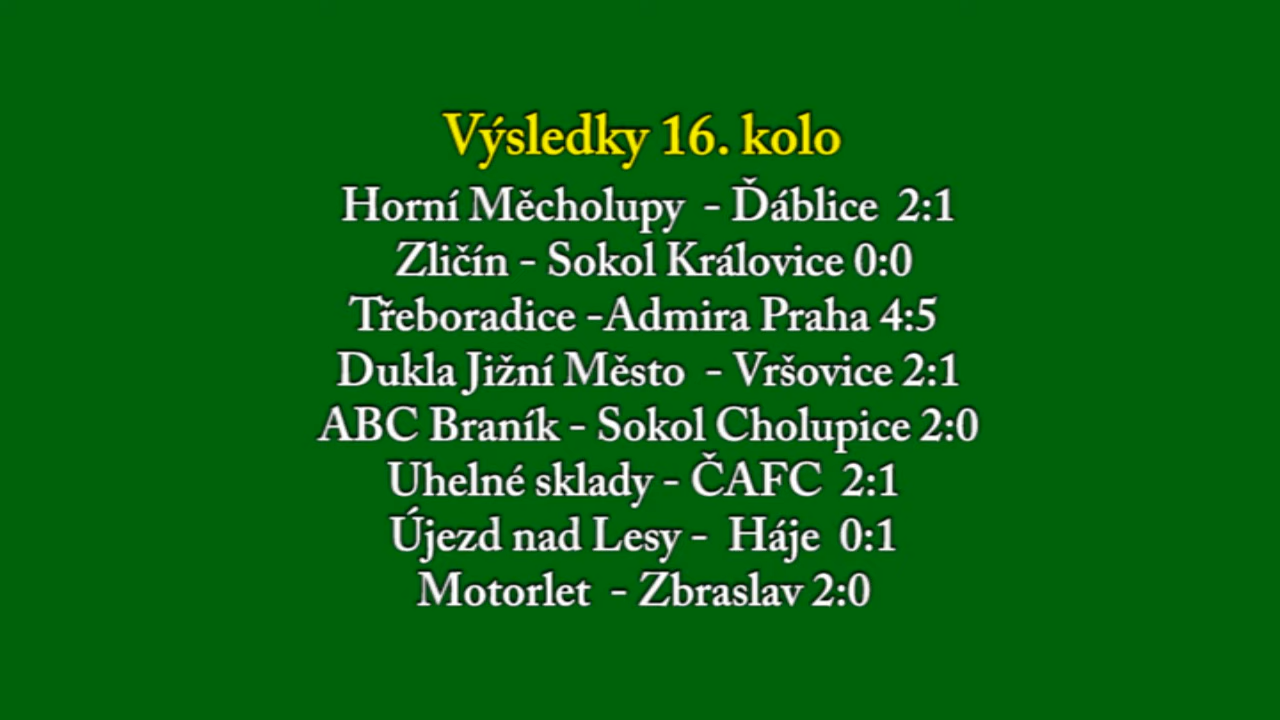 Výsledky 16. kolo
Horní Měcholupy - Ďáblice 2:1
Zličín - Sokol Královice 0:0
Třeboradice -Admira Praha 4:5
Dukla Jižní Město - Vršovice 2:1
ABC Braník - Sokol Cholupice 2:0
Uhelné sklady - ČAFC 2:1
Újezd nad Lesy - Háje 0:1
Motorlet - Zbraslav 2:0